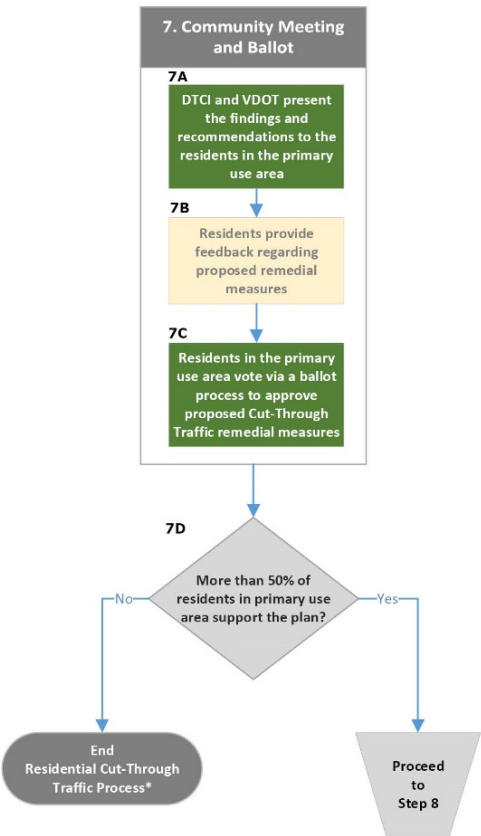 7. Community Meeting
and Ballot
7A
DTCI and VDOT present
the findings and
recommendations to the
residents in the primary
use area
7B
Residents provide
feedback regarding
proposed remedial
measures
7C
Residents in the primary
use area vote via a ballot
process to approve
proposed Cut-Through
Traffic remedial measures
7D
More than 50% of
residents in primary use
area support the plan?
No
Yes
End
Residential Cut-Through
Traffic Process*
Proceed
to
Step 8